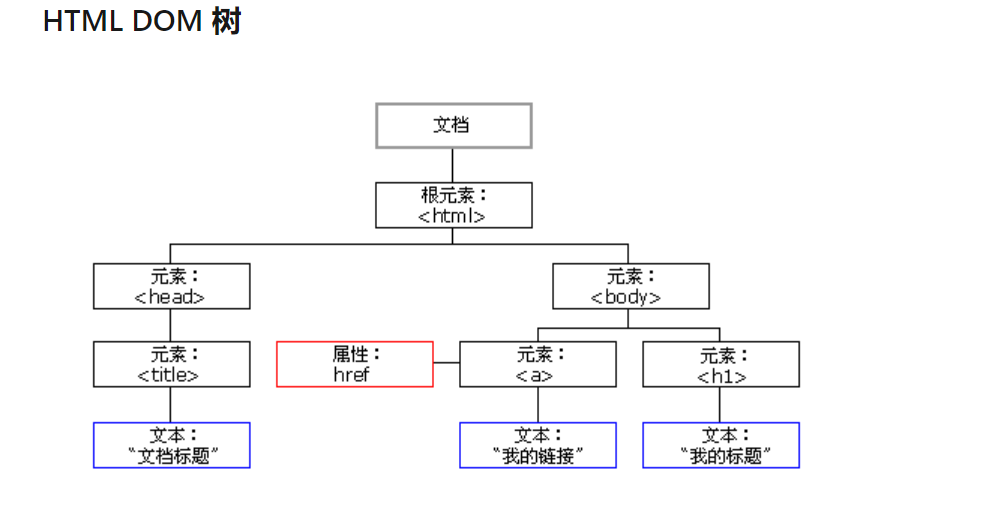 HTML DOM 树
文档
根元素：
<html>
元素：
<head>
元素：
<body>
元素：
<title>
属性：
href
元素：
<a>
元素：
<h1>
文本：
“文档标题”
文本：
“我的链接”
文本：
“我的标题”